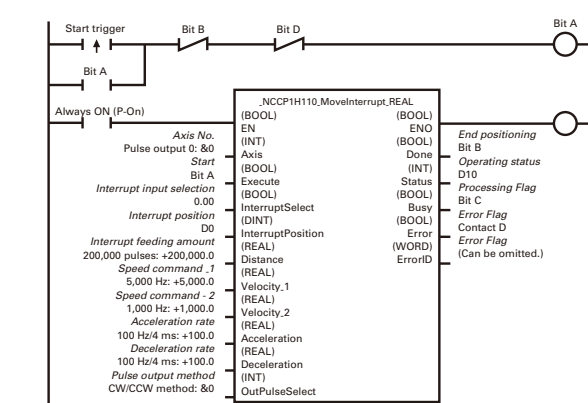 Start trigger
Bit B
Bit D
Bit A
Bit A
Always ON (P-On)
_NCCP1H110_MoveInterrupt_REAL
(BOOL) (BOOL)
EN ENO
Axis No. (INT) (BOOL) End positioning
Pulse output 0: &0 Axis Done Bit B
Start (BOOL) (INT) Operating status
Bit A Execute Status D10
Interrupt input selection (BOOL) (BOOL) Processing Flag
0.00 InterruptSelect Busy Bit C
Interrupt position (DINT) (BOOL) Error Flag
D0 InterruptPosition Error Contact D
Interrupt feeding amount (REAL) (WORD) Error Flag
200,000 pulses: +200,000.0 Distance ErrorID (Can be omitted.)
Speed command _1 (REAL)
5,000 Hz: +5,000.0 Velocity_1
Speed command - 2 (REAL)
1,000 Hz: +1,000.0 Velocity_2
Acceleration rate (REAL)
100 Hz/4 ms: +100.0 Acceleration
Deceleration rate (REAL)
100 Hz/4 ms: +100.0 Deceleration
Pulse output method (INT)
CW/CCW method: &0 OutPulseSelect